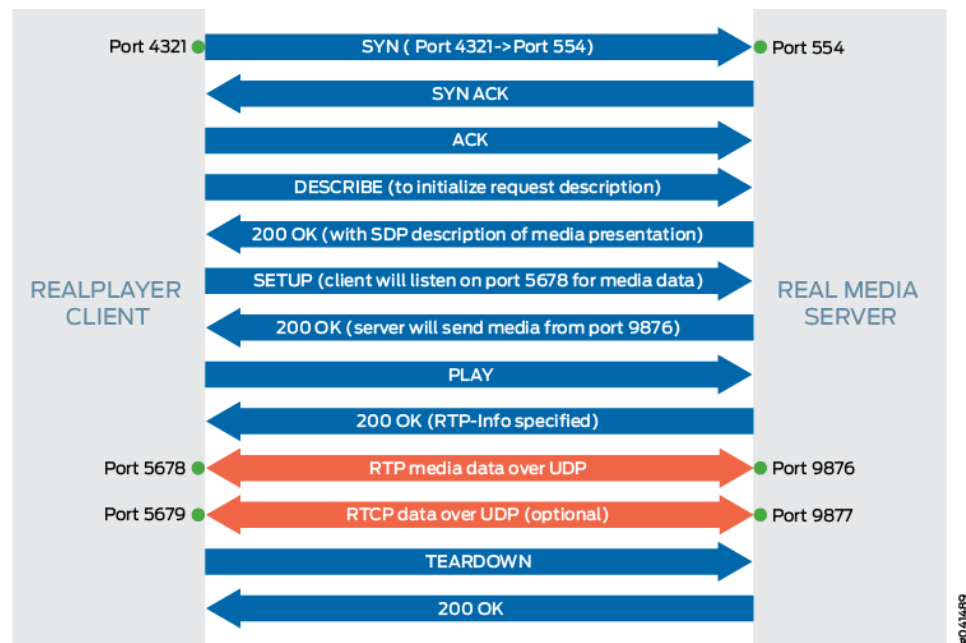 Port 4321
SYN ( Port 4321->Port 554)
Port 554
SYN ACK
ACK
DESCRIBE (to initialize request description)
200 OK (with SDP description of media presentation)
REALPLAYER
CLIENT
SETUP (client will listen on port 5678 for media data)
REAL MEDIA
SERVER
200 OK (server will send media from port 9876)
PLAY
200 OK (RTP-Info specified)
Port 5678
RTP media data over UDP
Port 9876
Port 5679
RTCP data over UDP (optional)
Port 9877
TEARDOWN
200 OK
g041489